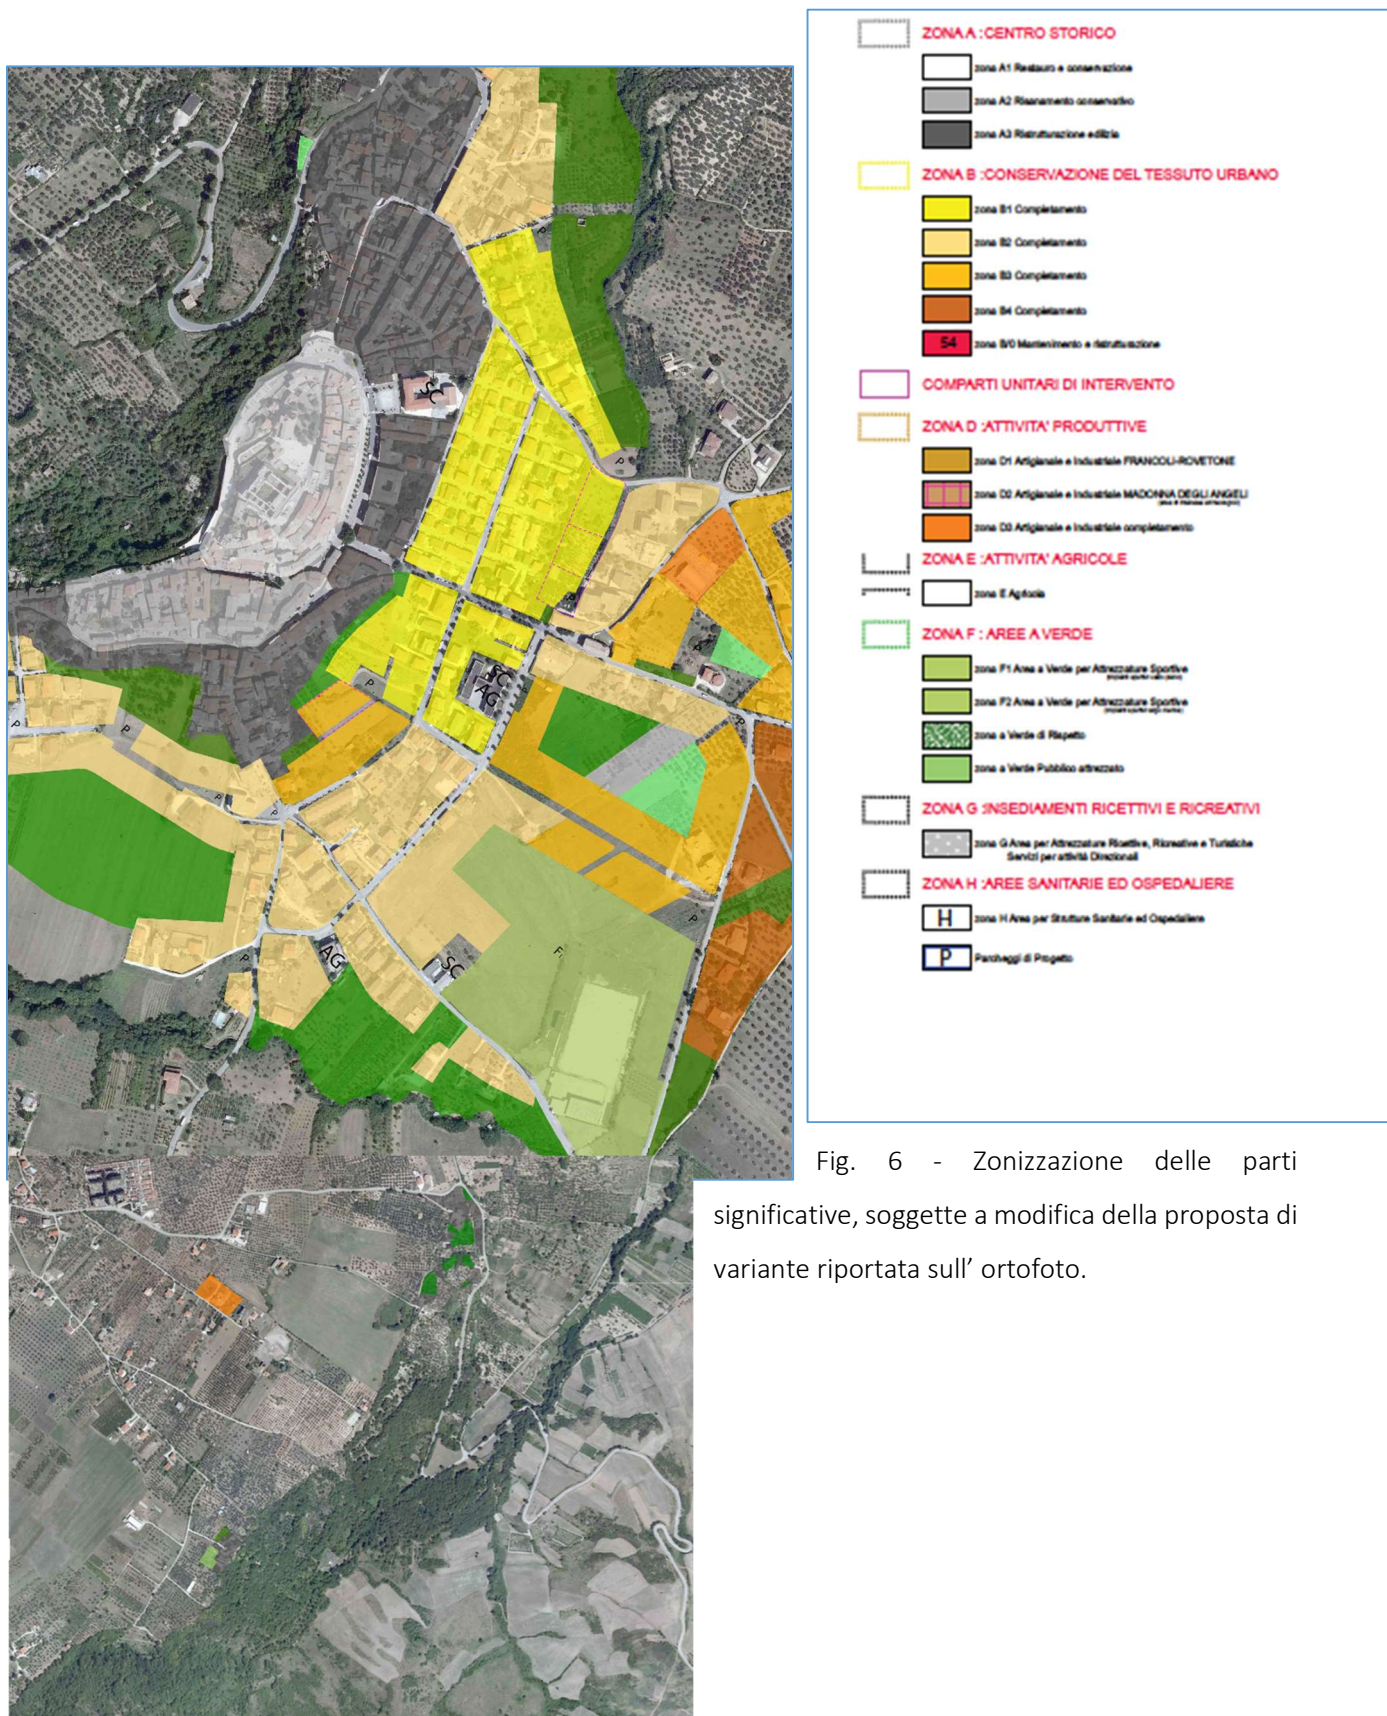 ZONA A : CENTRO STORICO
zona A1 Restauro e conservazione
zona A2 Risanamento conservativo
zona A3 Ristrutturazione edilizia
ZONA B :CONSERVAZIONE DEL TESSUTO URBANO
zona B1 Completamento
zona B2 Completamento
zona B3 Completamento
zona B4 Completamento
54 zona B/0 Mantenimento e ristrutturazione
COMPARTI UNITARI DI INTERVENTO
ZONA D :ATTIVITA' PRODUTTIVE
zona D1 Artigianale e Industriale FRANCOLI-ROVETONE
zona D2 Artigianale e Industriale MADONNA DEGLI ANGELI
zona D3 Artigianale e Industriale completamento
ZONA E :ATTIVITA' AGRICOLE
zona E Agricola
ZONA F : AREE A VERDE
zona F1 Area a Verde per Attrezzature Sportive
zona F2 Area a Verde per Attrezzature Sportive
zona a Verde di Rispetto
zona a Verde Pubblico attrezzato
ZONA G :INSEDIAMENTI RICETTIVI E RICREATIVI
zona G Area per Attrezzature Ricettive, Ricreative e Turistiche
Servizi per attività Direzionali
ZONA H :AREE SANITARIE ED OSPEDALIERE
H zona H Area per Strutture Sanitarie ed Ospedaliere
P Parcheggi di Progetto
P
SC
P
P
SC
AG
P
P
P
P
P
P
P
P
P
F
AG
SC
P
Fig. 6 - Zonizzazione delle parti
significative, soggette a modifica della proposta di
variante riportata sull’ ortofoto.